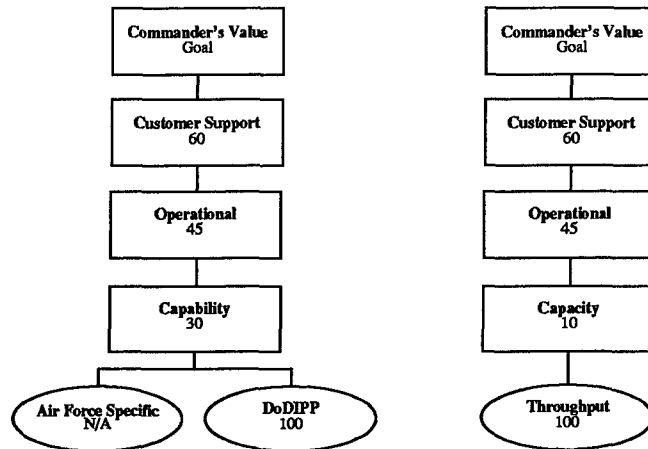 Commander's Value
Goal
Customer Support
60
Operational
45
Capability
30
Air Force Specific
N/A
DoDIPP
100
Commander's Value
Goal
Customer Support
60
Operational
45
Capacity
10
Throughput
100